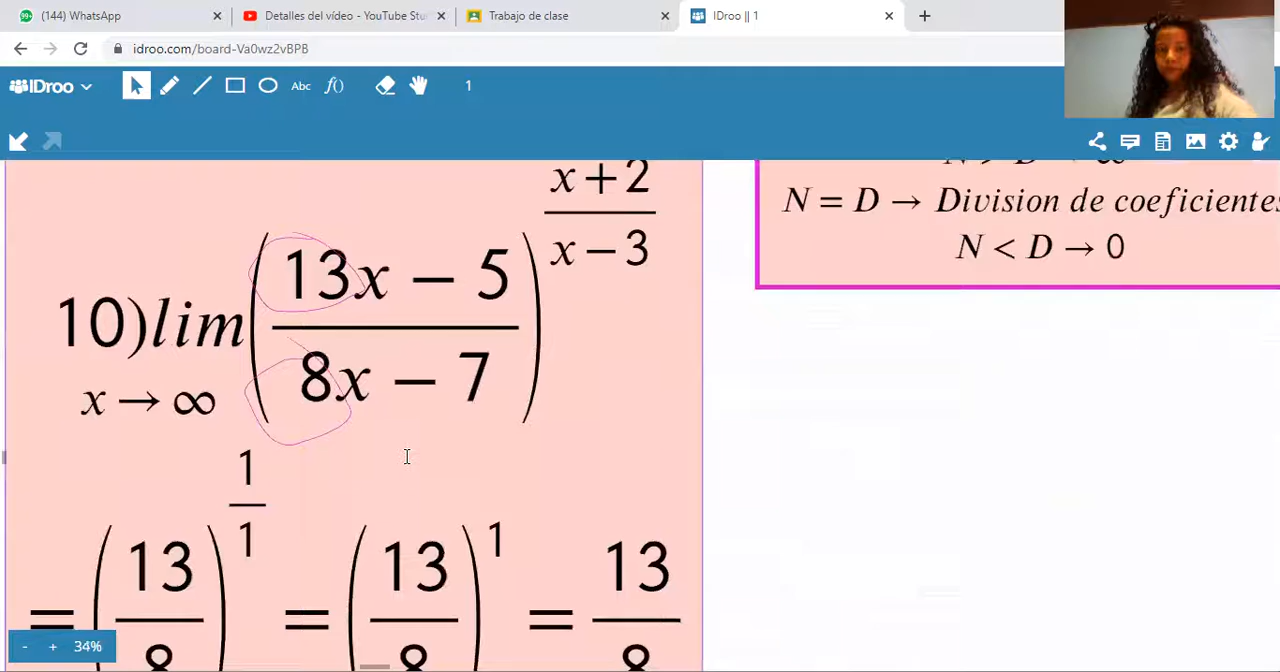 (144) WhatsApp
Detalles del vídeo - YouTube Stu
Trabajo de clase
IDroo || 1
idroo.com/board-Va0wz2vBPB
IDroo
Abc
f()
1
x+2
x − 3
10)lim(13x − 5
8x − 7)
x → ∞
N = D → Division de coeficientes
N < D → 0
1
1
= (13
8) = (13
8)^1 = 13
8
- + 34%